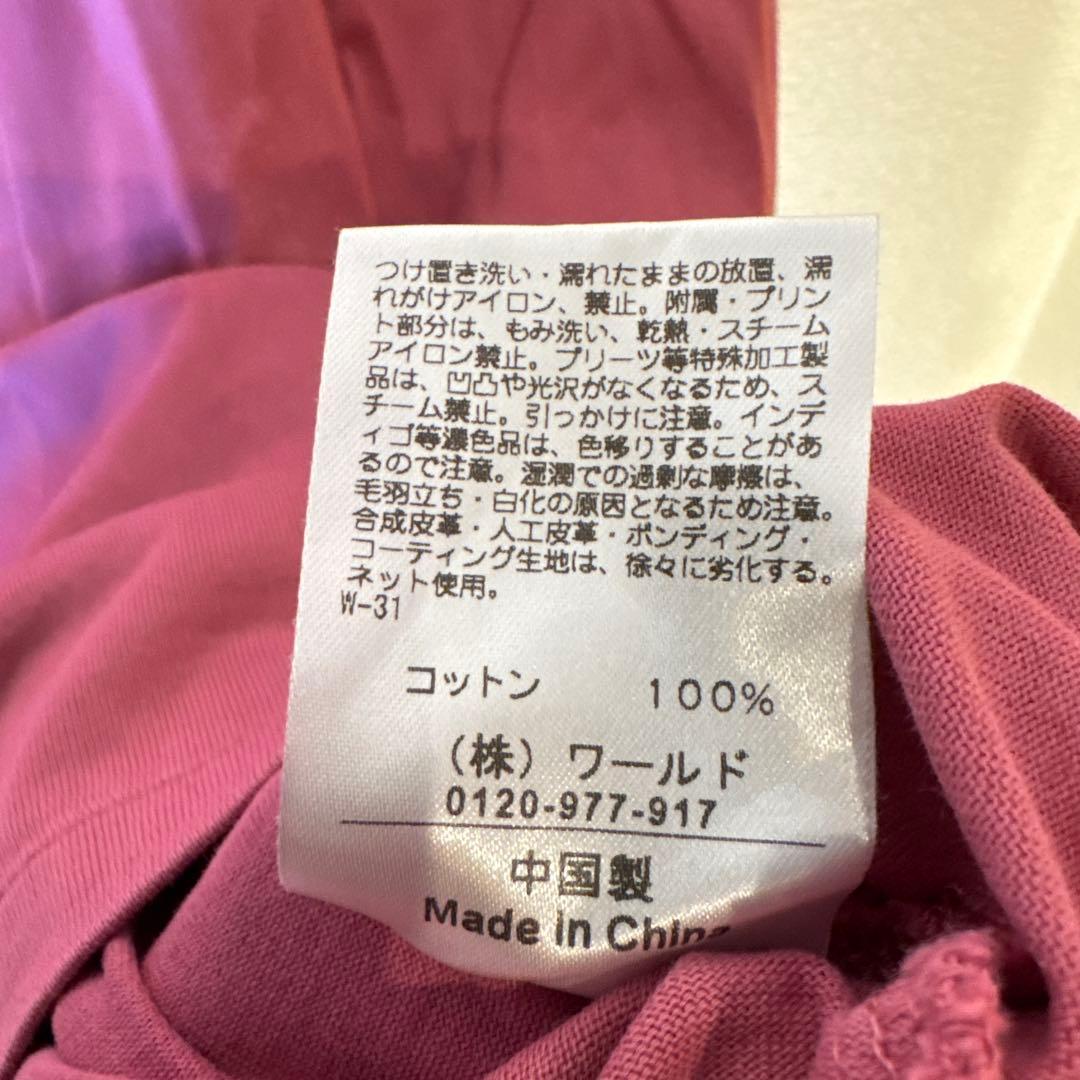 つけ置き洗い・濡れたままの放置、濡
れがけアイロン、禁止。附属・プリン
ト部分は、もみ洗い、乾熱・スチーム
アイロン禁止。プリーツ等特殊加工製
品は、凹凸や光沢がなくなるため、ス
チーム禁止。引っかけに注意。インデ
ィゴ等濃色品は、色移りすることがあ
るので注意。湿潤での過剰な摩擦は、
毛羽立ち・白化の原因となるため注意。
合成皮革・人工皮革・ボンディング・
コーティング生地は、徐々に劣化する。
ネット使用。
W-31
コットン 100%
(株)ワールド
0120-977-917
中国製
Made in China